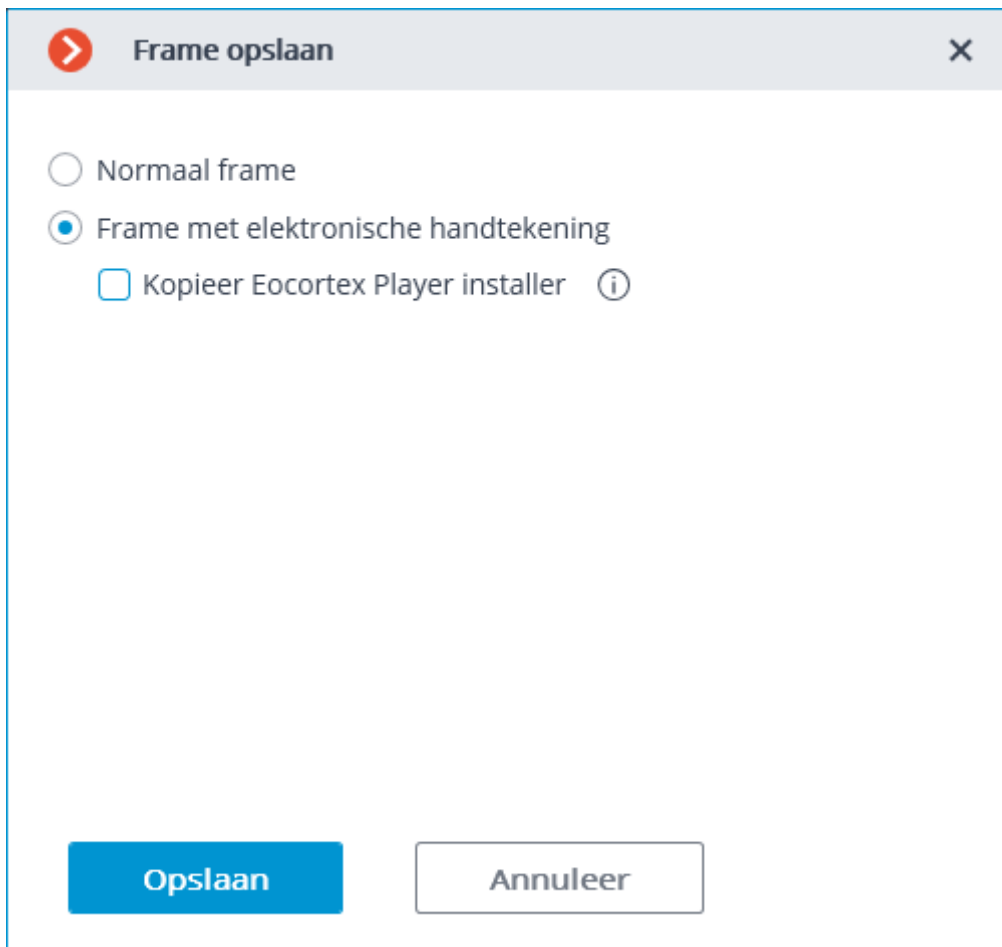 Frame opslaan
Normaal frame
Frame met elektronische handtekening
Kopieer Eocortex Player installer
Opslaan
Annuleer